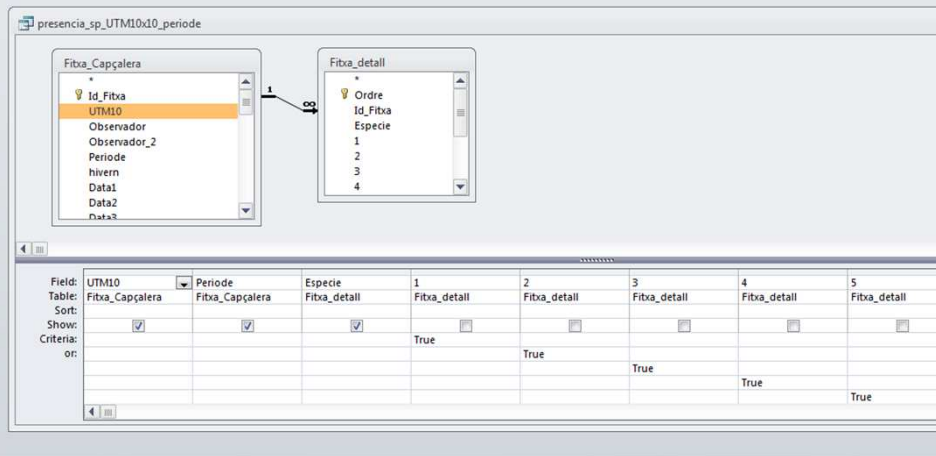 presencia_sp_UTM10x10_periode
Fitxa_Capçalera
*
Id_Fitxa
UTM10
Observador
Observador_2
Periode
hivern
Data1
Data2
Data3
1
∞
Fitxa_detall
*
Ordre
Id_Fitxa
Especie
1
2
3
4
Field: UTM10 Periode Especie 1 2 3 4 5
Table: Fitxa_Capçalera Fitxa_Capçalera Fitxa_detall Fitxa_detall Fitxa_detall Fitxa_detall Fitxa_detall Fitxa_detall
Sort:
Show:
Criteria: True
or: True
True
True
True